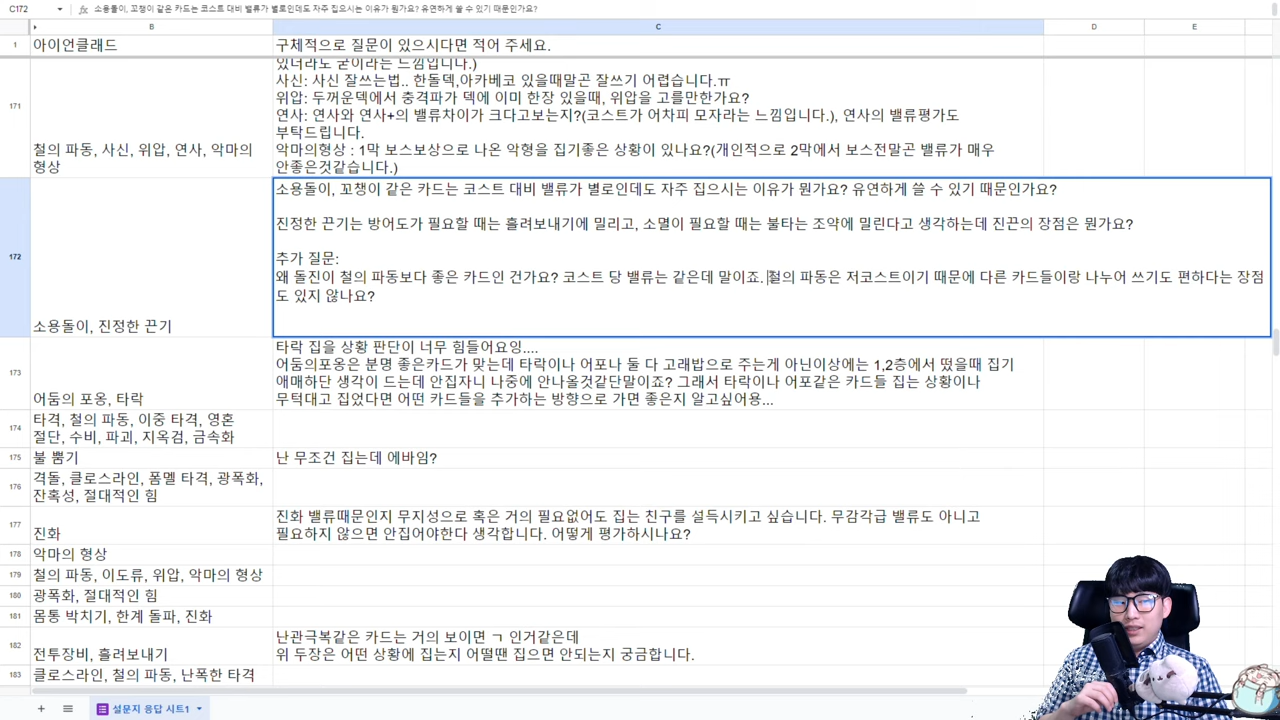 C172
fx 소용돌이, 꼬챙이 같은 카드는 코스트 대비 밸류가 별로인데도 자주 집으시는 이유가 뭔가요? 유연하게 쓸 수 있기 때문인가요?
B C D E
1 아이언클래드 구체적으로 질문이 있으시다면 적어 주세요.
있더라도 굳이라는 느낌입니다.)
사신: 사신 잘쓰는법.. 한돌덱,아카베코 있을때말곤 잘쓰기 어렵습니다.ㅠ
위압: 두꺼운덱에서 충격파가 덱에 이미 한장 있을때, 위압을 고를만한가요?
연사: 연사와 연사+의 밸류차이가 크다고보는지?(코스트가 어차피 모자라는 느낌입니다.), 연사의 밸류평가도
부탁드립니다.
악마의형상 : 1막 보스보상으로 나온 악형을 집기좋은 상황이 있나요?(개인적으로 2막에서 보스전말곤 밸류가 매우
안좋은것같습니다.)
171
철의 파동, 사신, 위압, 연사, 악마의
형상
소용돌이, 꼬챙이 같은 카드는 코스트 대비 밸류가 별로인데도 자주 집으시는 이유가 뭔가요? 유연하게 쓸 수 있기 때문인가요?
진정한 끈기는 방어도가 필요할 때는 흘려보내기에 밀리고, 소멸이 필요할 때는 불타는 조약에 밀린다고 생각하는데 진끈의 장점은 뭔가요?
추가 질문:
왜 돌진이 철의 파동보다 좋은 카드인 건가요? 코스트 당 밸류는 같은데 말이죠. 철의 파동은 저코스트이기 때문에 다른 카드들이랑 나누어 쓰기도 편하다는 장점
도 있지 않나요?
172
소용돌이, 진정한 끈기
타락 집을 상황 판단이 너무 힘들어요잉....
어둠의포옹은 분명 좋은카드가 맞는데 타락이나 어포나 둘 다 고래밥으로 주는게 아닌이상에는 1,2층에서 떴을때 집기
애매하단 생각이 드는데 안집자니 나중에 안나올것같단말이죠? 그래서 타락이나 어포같은 카드들 집는 상황이나
무턱대고 집었다면 어떤 카드들을 추가하는 방향으로 가면 좋은지 알고싶어용...
173
어둠의 포옹, 타락
174
타격, 철의 파동, 이중 타격, 영혼
절단, 수비, 파괴, 지옥검, 금속화
175 불 뿜기 난 무조건 집는데 에바임?
176
격돌, 클로스라인, 폼멜 타격, 광폭화,
잔혹성, 절대적인 힘
진화 밸류때문인지 무지성으로 혹은 거의 필요없어도 집는 친구를 설득시키고 싶습니다. 무감각급 밸류도 아니고
필요하지 않으면 안집어야한다 생각합니다. 어떻게 평가하시나요?
177
진화
178 악마의 형상
179 철의 파동, 이도류, 위압, 악마의 형상
180 광폭화, 절대적인 힘
181 몸통 박치기, 한계 돌파, 진화
난관극복같은 카드는 거의 보이면 ㄱ 인거같은데
위 두장은 어떤 상황에 집는지 어떨땐 집으면 안되는지 궁금합니다.
182
전투장비, 흘려보내기
183 클로스라인, 철의 파동, 난폭한 타격
설문지 응답 시트1